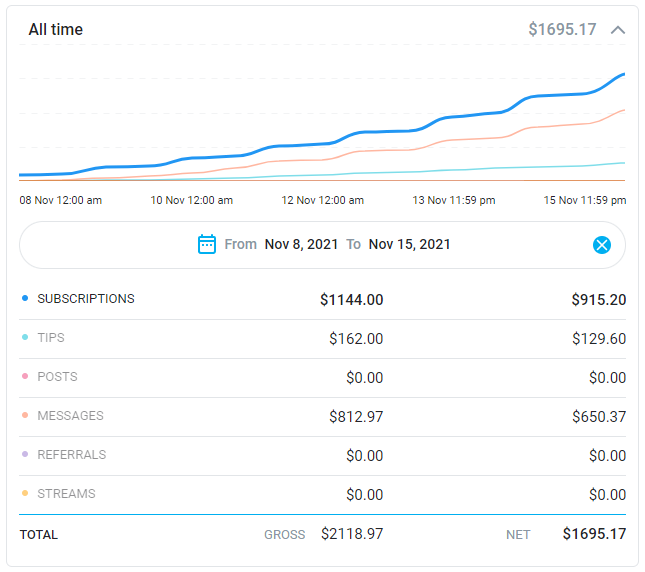 All time $1695.17
08 Nov 12:00 am 10 Nov 12:00 am 12 Nov 12:00 am 13 Nov 11:59 pm 15 Nov 11:59 pm
From Nov 8, 2021 To Nov 15, 2021
SUBSCRIPTIONS $1144.00 $915.20
TIPS $162.00 $129.60
POSTS $0.00 $0.00
MESSAGES $812.97 $650.37
REFERRALS $0.00 $0.00
STREAMS $0.00 $0.00
TOTAL GROSS $2118.97 NET $1695.17